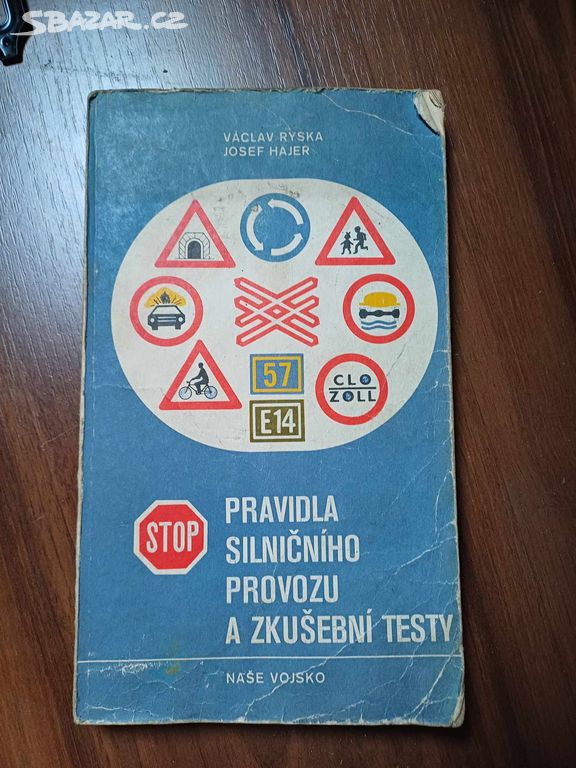 SBAZAR.CZ
VÁCLAV RYSKA
JOSEF HAJER
57
CLO
ZOLL
E14
STOP
PRAVIDLA
SILNIČNÍHO
PROVOZU
A ZKUŠEBNÍ TESTY
NAŠE VOJSKO